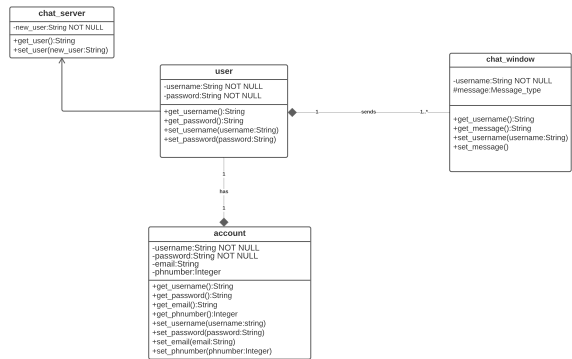 chat_server
-new_user:String NOT NULL
+get_user():String
+set_user(new_user:String)
user
-username:String NOT NULL
-password:String NOT NULL
+get_username():String
+get_password():String
+set_username(username:String)
+set_password(password:String)
1
sends
1..*
chat_window
-username:String NOT NULL
#message:Message_type
+get_username():String
+get_message():String
+set_username(username:String)
+set_message()
1
has
1
account
-username:String NOT NULL
-password:String NOT NULL
-email:String
-phnumber:Integer
+get_username():String
+get_password():String
+get_email():String
+get_phnumber():Integer
+set_username(username:string)
+set_password(password:String)
+set_email(email:String)
+set_phnumber(phnumber:Integer)